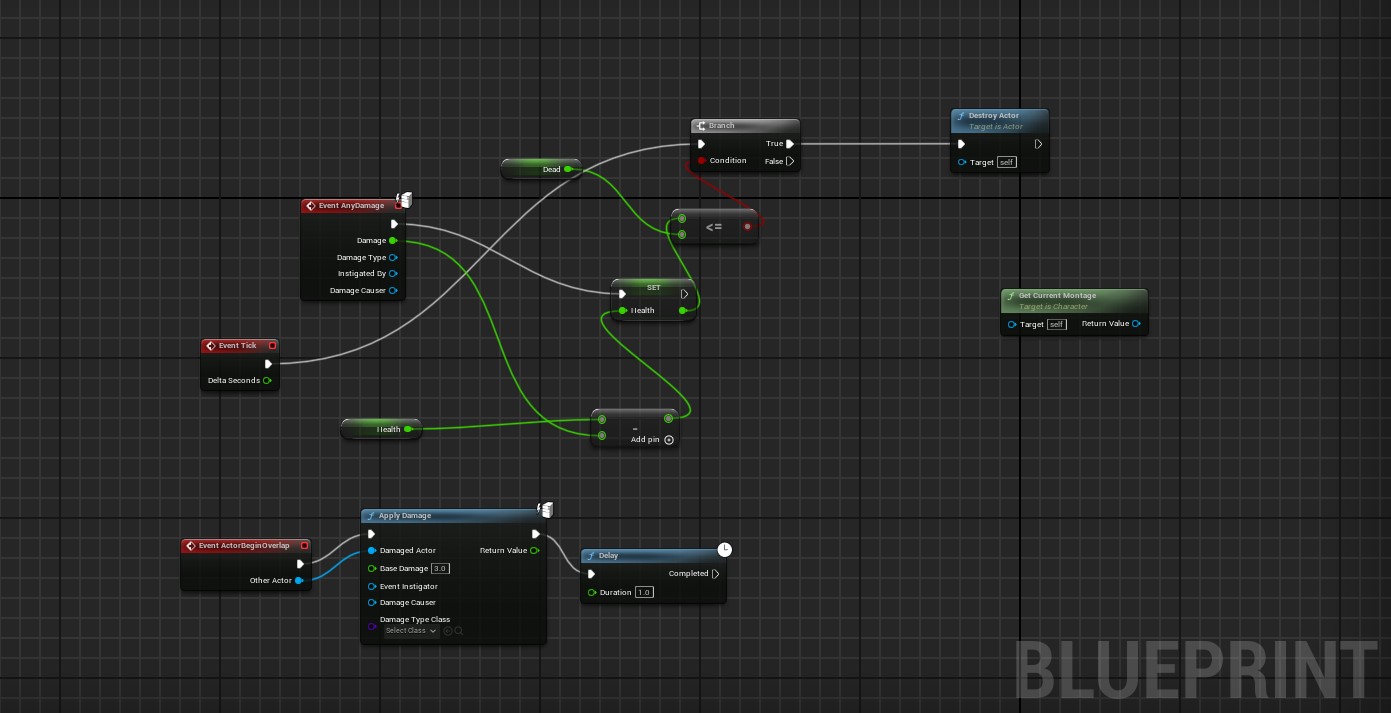 Branch
True
Condition
False
Destroy Actor
Target is Actor
Target
self
Dead
Event AnyDamage
Damage
Damage Type
Instigated By
Damage Causer
<=
SET
Health
Get Current Montage
Target is Character
Target
self
Return Value
Event Tick
Delta Seconds
Health
-
Add pin
Apply Damage
Damaged Actor
Return Value
Base Damage
3.0
Event Instigator
Damage Causer
Damage Type Class
Select Class
Event ActorBeginOverlap
Other Actor
Delay
Completed
Duration
1.0
BLUEPRINT